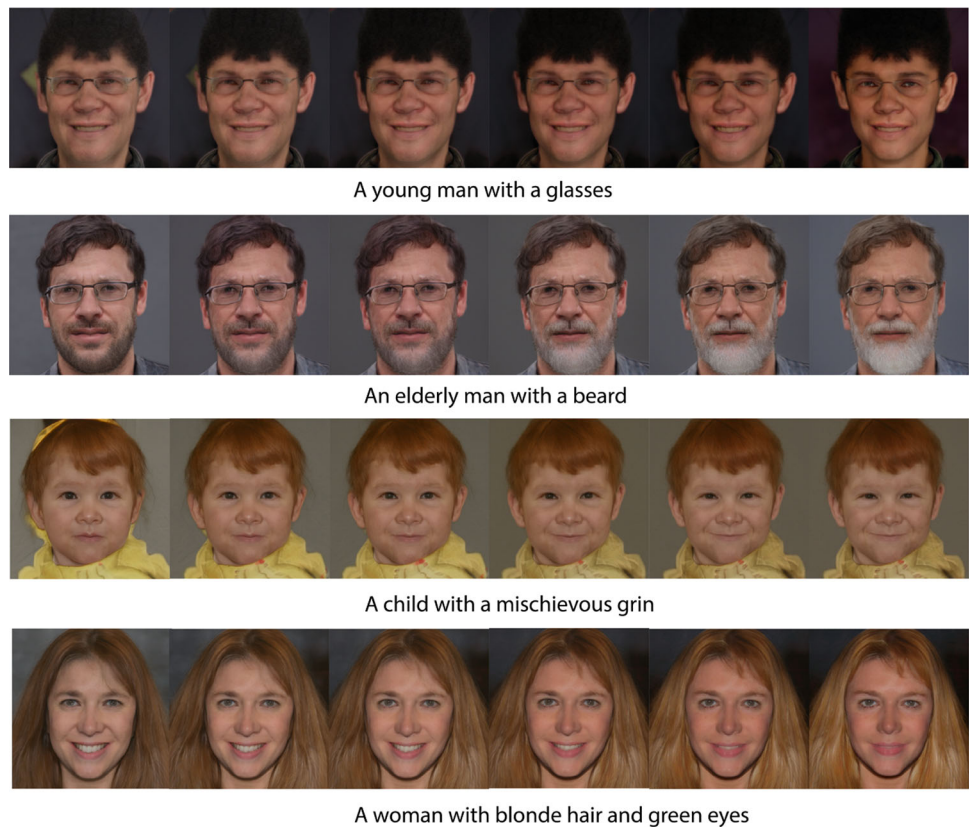 A young man with a glasses
An elderly man with a beard
A child with a mischievous grin
A woman with blonde hair and green eyes